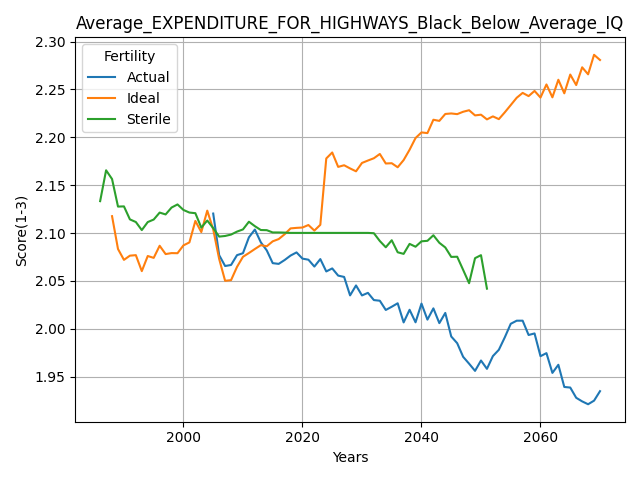 Average_EXPENDITURE_FOR_HIGHWAYS_Black_Below_Average_IQ
Fertility
Actual
Ideal
Sterile
Score(1-3)
2.30
2.25
2.20
2.15
2.10
2.05
2.00
1.95
2000
2020
2040
2060
Years